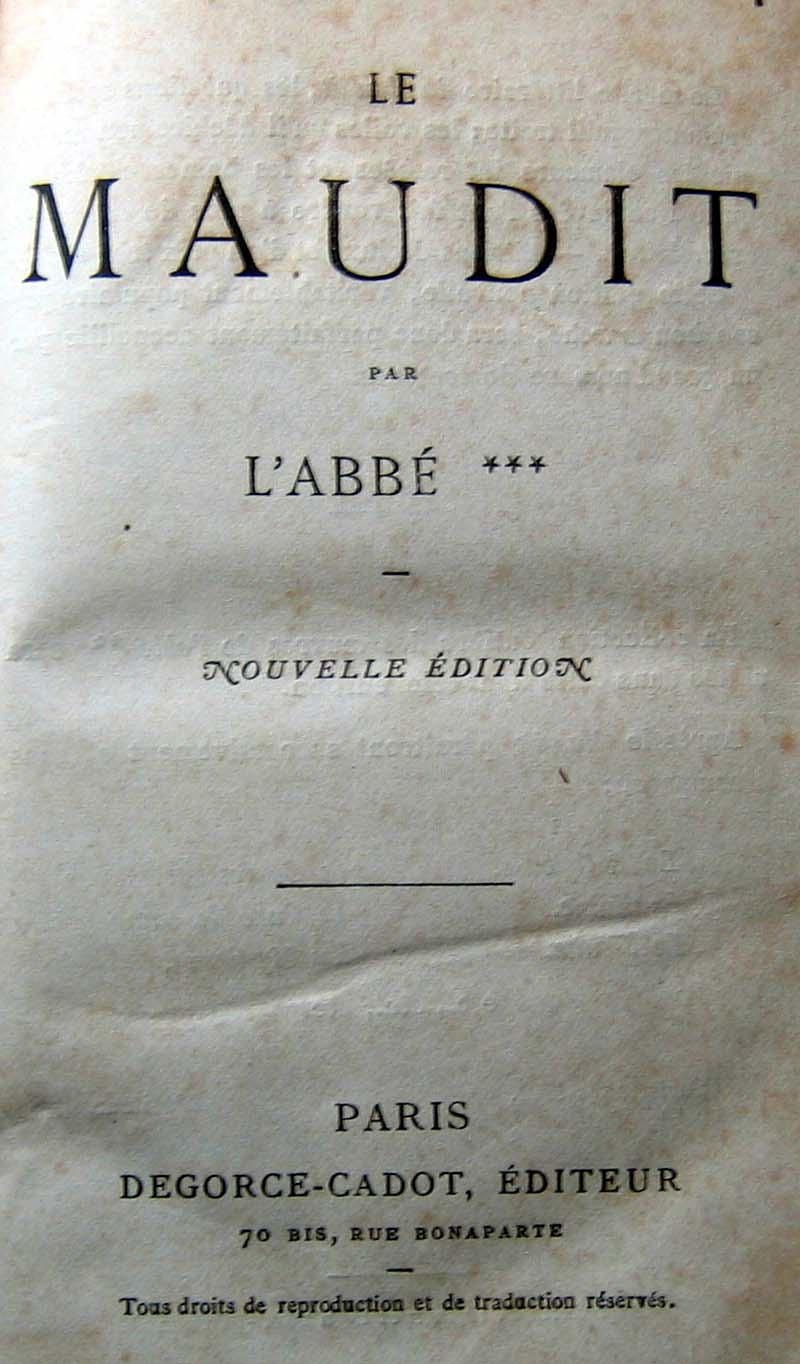 LE
MAUDIT
PAR
L'ABBÉ ***
NOUVELLE ÉDITION
PARIS
DEGORCE-CADOT, ÉDITEUR
70 BIS, RUE BONAPARTE
Tous droits de reproduction et de traduction réservés.